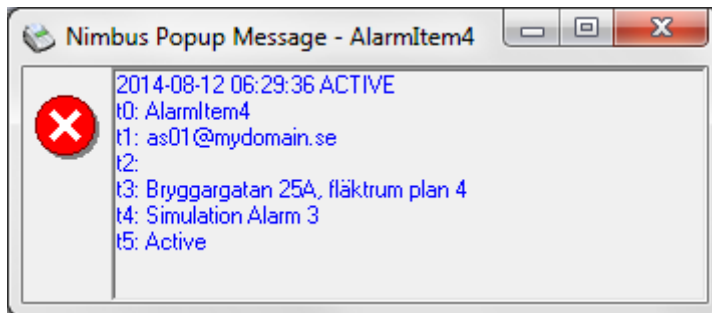 Nimbus Popup Message - AlarmItem4
2014-08-12 06:29:36 ACTIVE
t0: AlarmItem4
t1: as01@mydomain.se
t2:
t3: Bryggargatan 25A, fläktrum plan 4
t4: Simulation Alarm 3
t5: Active